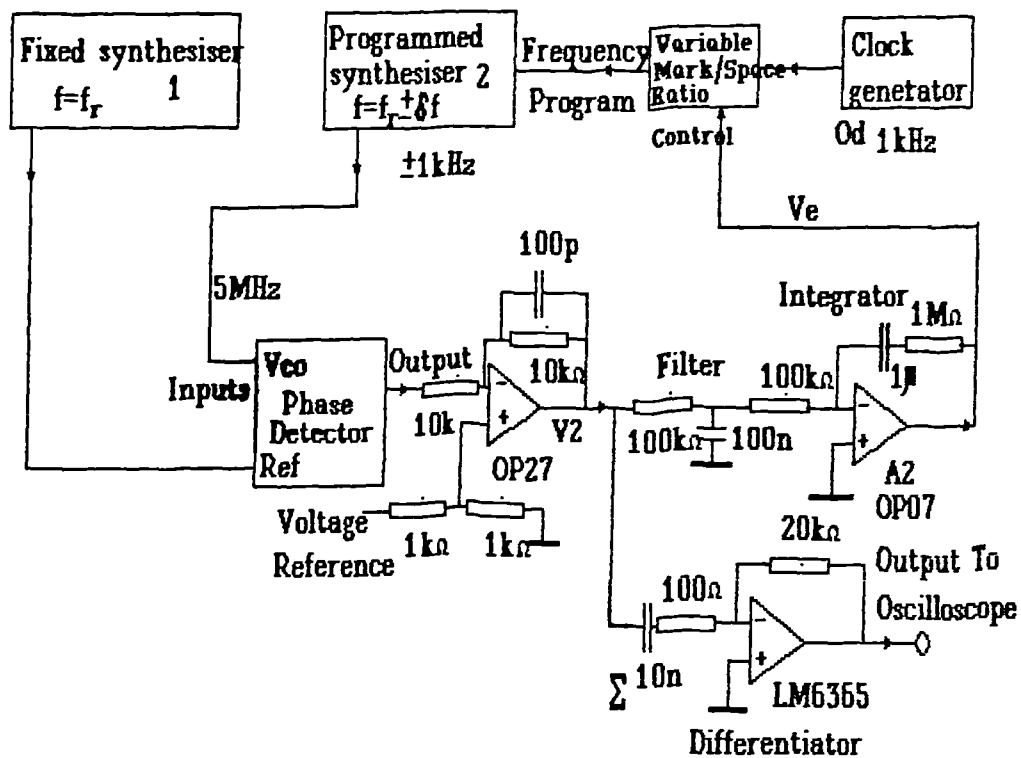 Fixed synthesiser
f=fr 1
Programmed
synthesiser 2
f=fr±δf
Frequency
Program
Variable
Mark/Space
Ratio
Control
Clock
generator
Od 1kHz
±1kHz
Ve
100p
5MHz
Integrator
1MΩ
Vco
Inputs
Phase
Detector
Ref
Output
10k
10kΩ
V2
OP27
Filter
100kΩ
100n
100kΩ
A2
OP07
Voltage
Reference
1kΩ
1kΩ
20kΩ
100Ω
Output To
Oscilloscope
Σ 10n
LM6365
Differentiator